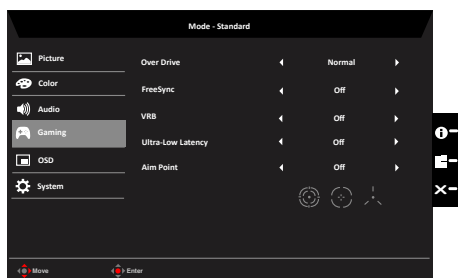 Mode - Standard
Picture
Color
Audio
Gaming
OSD
System
Over Drive Normal
FreeSync Off
VRB Off
Ultra-Low Latency Off
Aim Point Off
Move Enter